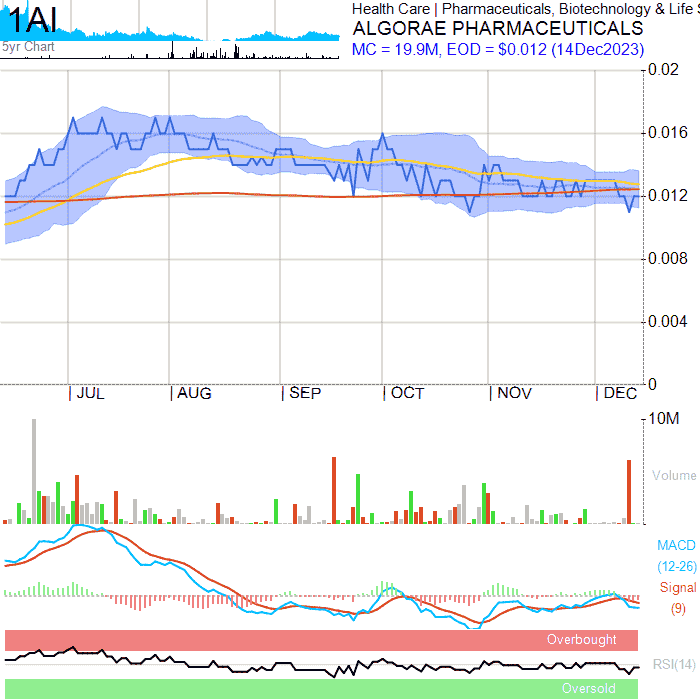 1AI
5yr Chart
Health Care | Pharmaceuticals, Biotechnology & Life S
ALGORAE PHARMACEUTICALS
MC = 19.9M, EOD = $0.012 (14Dec2023)
0.02
0.016
0.012
0.008
0.004
0
| JUL | AUG | SEP | OCT | NOV | DEC
10M
Volume
MACD
(12-26)
Signal
(9)
Overbought
RSI(14)
Oversold